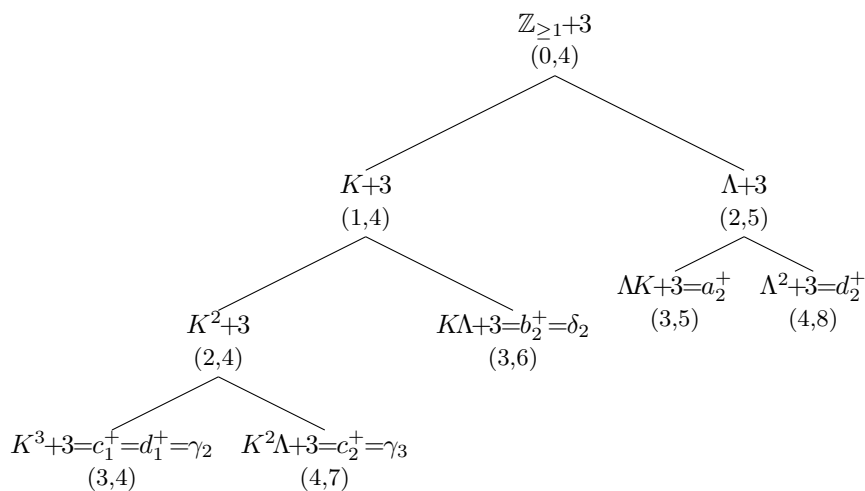 ℤ≥1+3
(0,4)
K+3
Λ+3
(1,4)
(2,5)
ΛK+3=a₂⁺
Λ²+3=d₂⁺
(3,5)
(4,8)
K²+3
KΛ+3=b₂⁺=δ₂
(2,4)
(3,6)
K³+3=c₁⁺=d₁⁺=γ₂
K²Λ+3=c₂⁺=γ₃
(3,4)
(4,7)